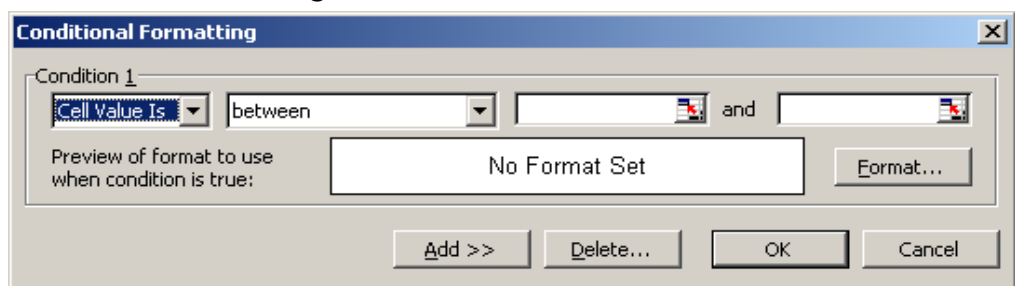 Conditional Formatting
Condition 1
Cell Value Is between and
Preview of format to use
when condition is true:
No Format Set
Format...
Add >> Delete... OK Cancel